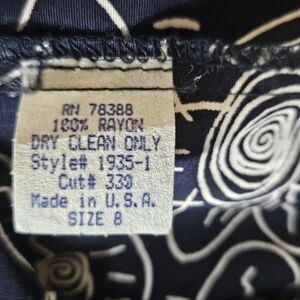 RN 78388
100% RAYON
DRY CLEAN ONLY
Style# 1935-1
Cut# 330
Made in U.S.A.
SIZE 8